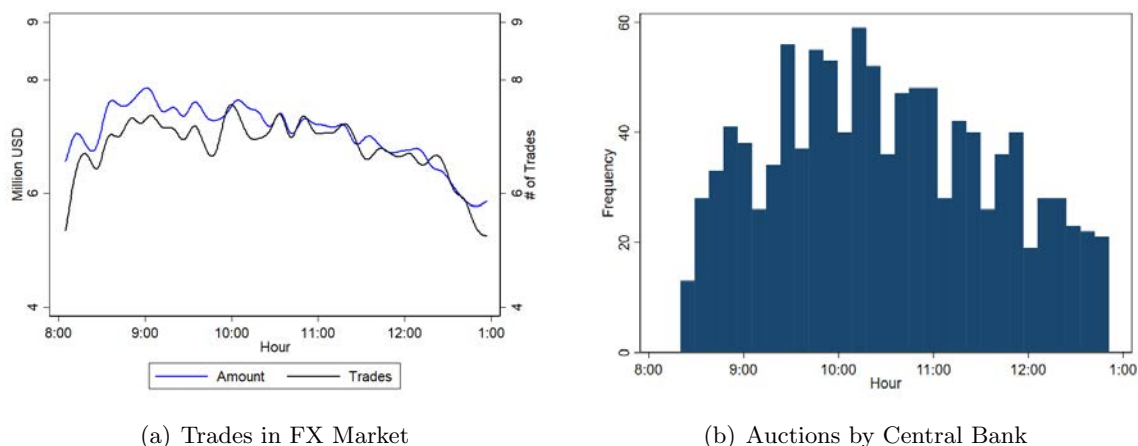 9
8
6
4
Million USD
9
8
6
4
# of Trades
8:00 9:00 10:00 11:00 12:00 1:00
Hour
Amount Trades
(a) Trades in FX Market
60
40
20
0
Frequency
8:00 9:00 10:00 11:00 12:00 1:00
Hour
(b) Auctions by Central Bank